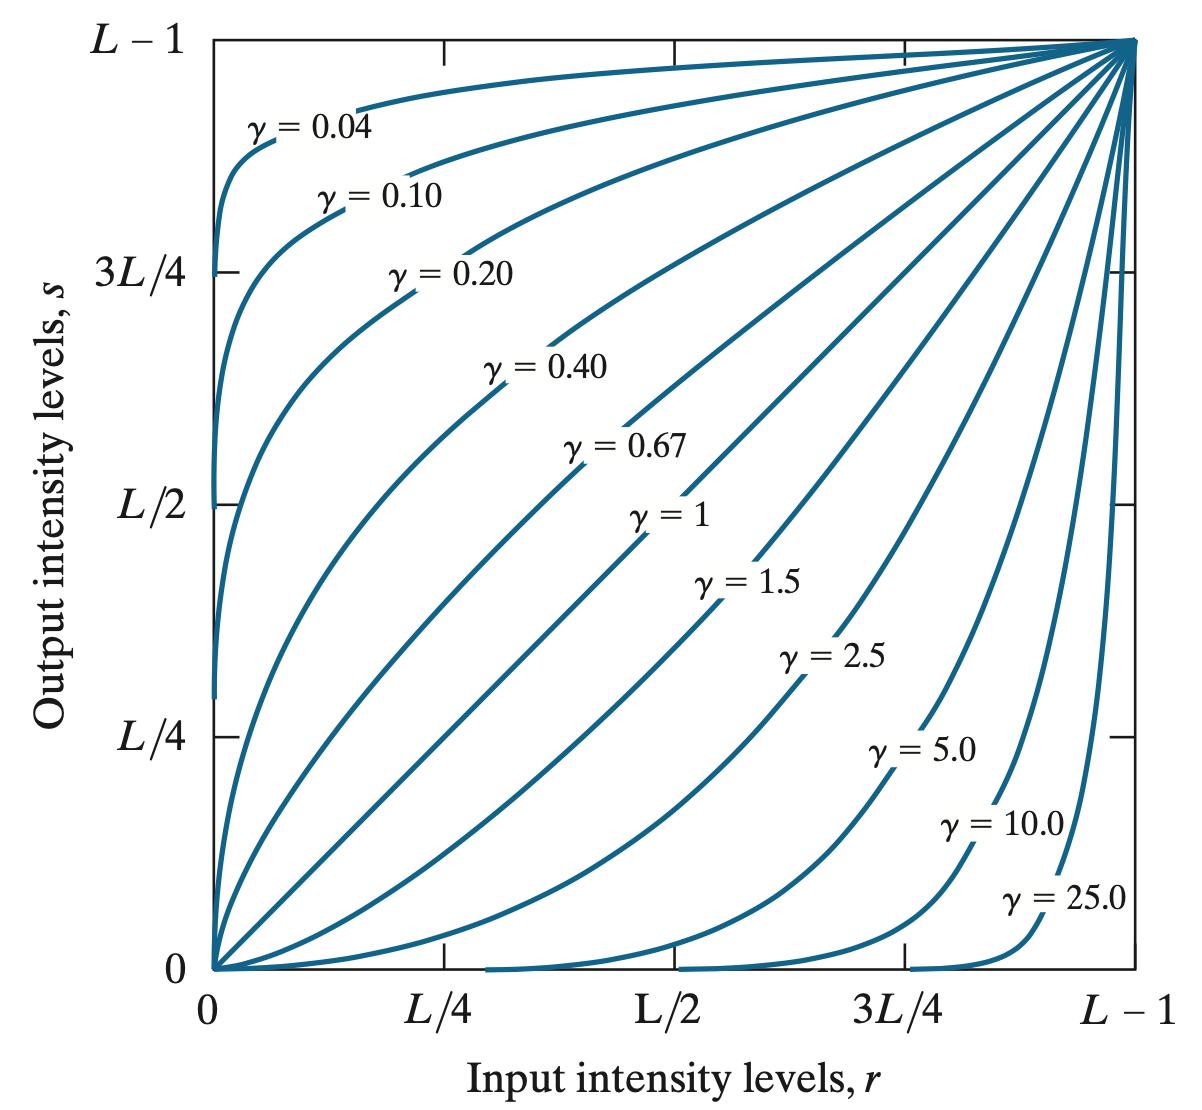 L – 1
γ = 0.04
γ = 0.10
3L/4
γ = 0.20
γ = 0.40
γ = 0.67
L/2
γ = 1
γ = 1.5
γ = 2.5
L/4
γ = 5.0
γ = 10.0
γ = 25.0
0
0
L/4
L/2
3L/4
L – 1
Output intensity levels, s
Input intensity levels, r